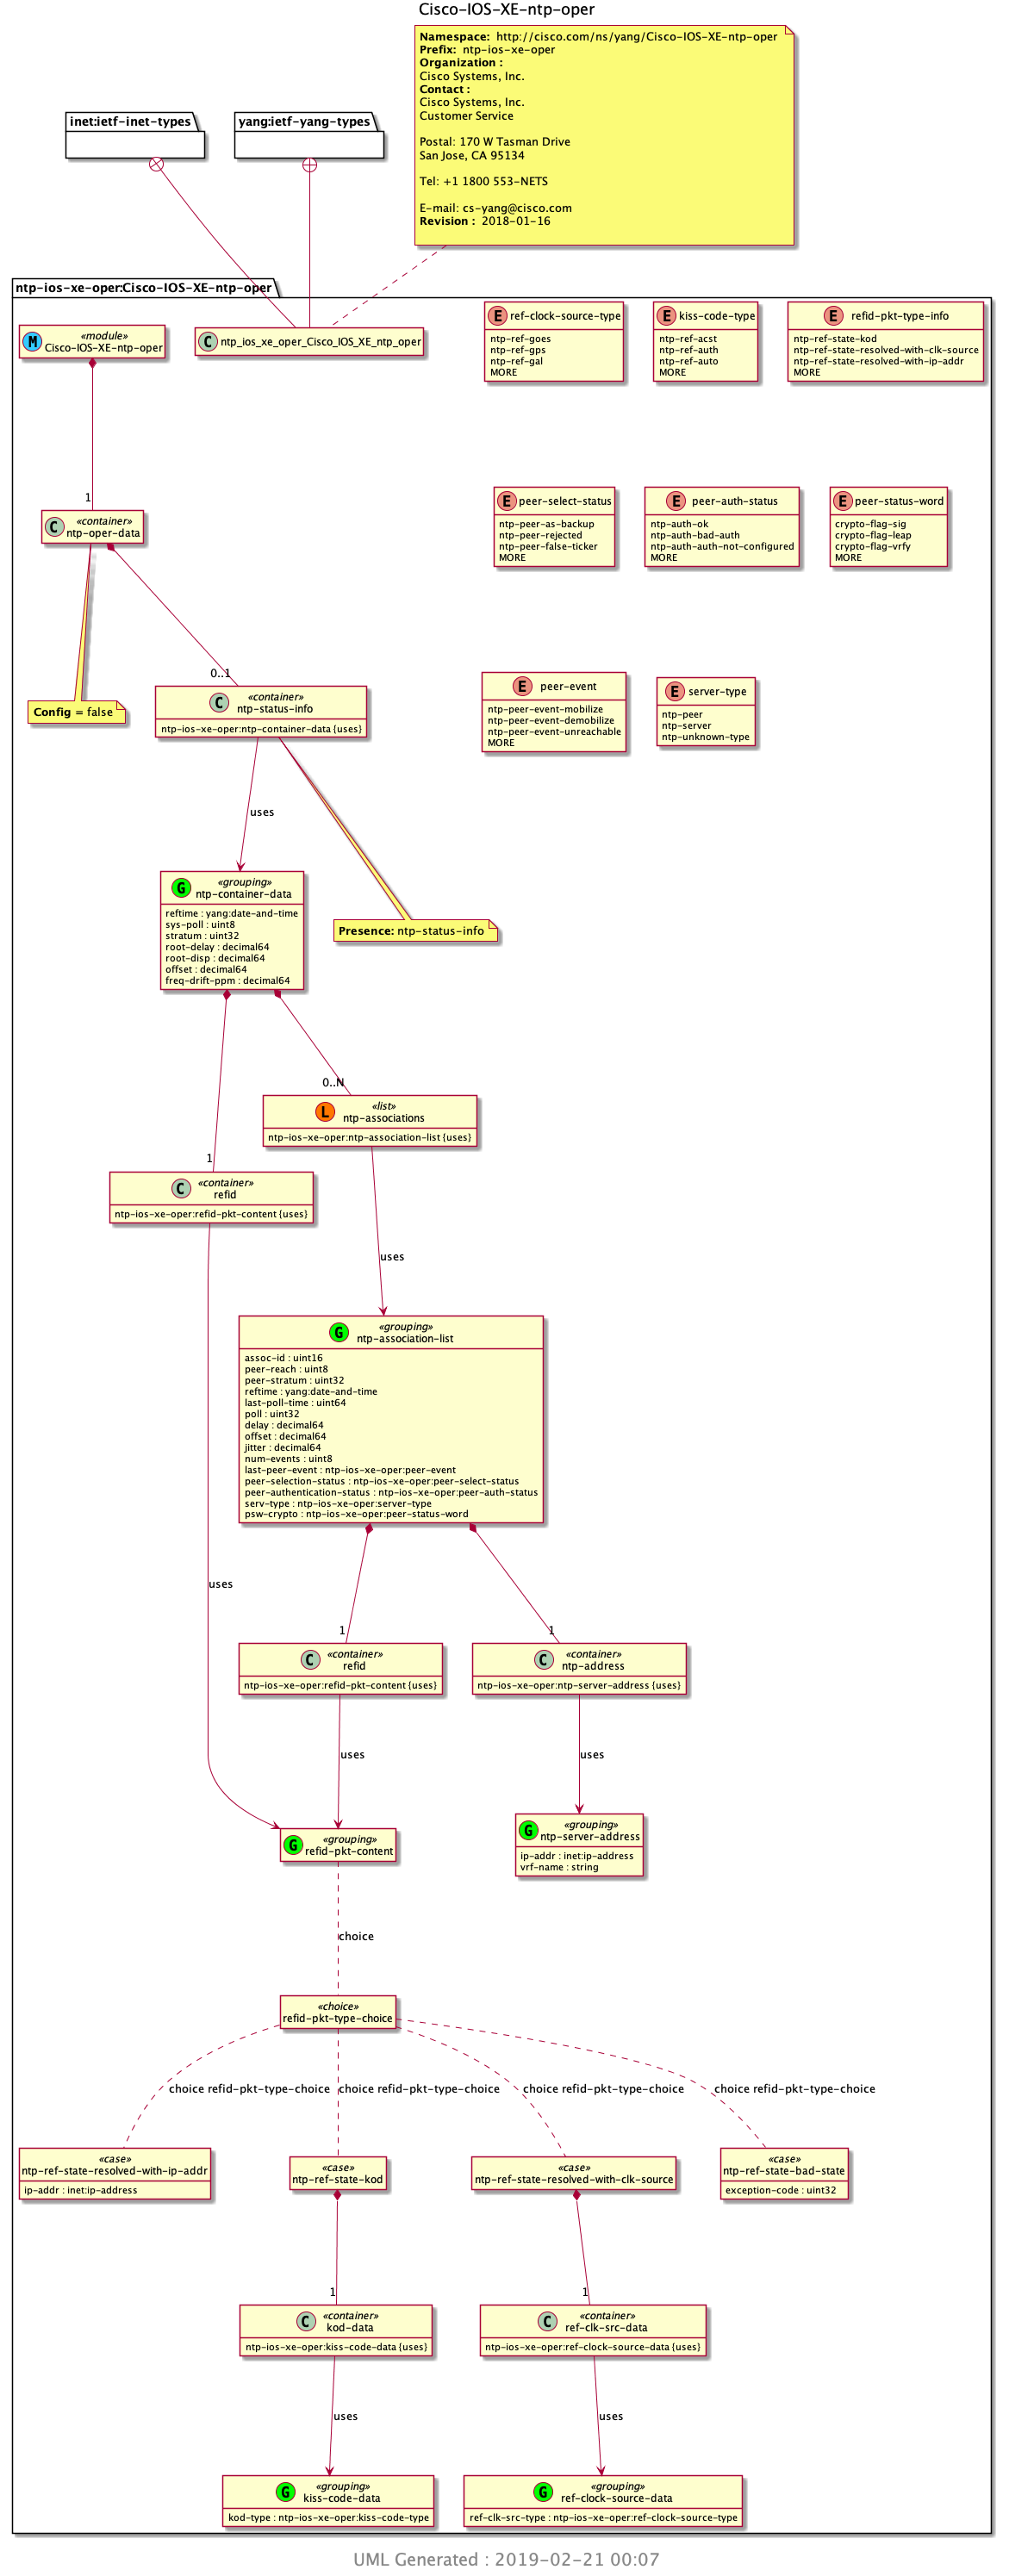 Cisco-IOS-XE-ntp-oper
Namespace: http://cisco.com/ns/yang/Cisco-IOS-XE-ntp-oper
Prefix: ntp-ios-xe-oper
Organization :
Cisco Systems, Inc.
Contact :
Cisco Systems, Inc.
Customer Service
Postal: 170 W Tasman Drive
San Jose, CA 95134
Tel: +1 1800 553-NETS
E-mail: cs-yang@cisco.com
Revision : 2018-01-16
inet:ietf-inet-types
yang:ietf-yang-types
ntp-ios-xe-oper:Cisco-IOS-XE-ntp-oper
M
«module»
Cisco-IOS-XE-ntp-oper
C
ntp_ios_xe_oper_Cisco_IOS_XE_ntp_oper
E
ref-clock-source-type
ntp-ref-goes
ntp-ref-gps
ntp-ref-gal
MORE
E
kiss-code-type
ntp-ref-acst
ntp-ref-auth
ntp-ref-auto
MORE
E
refid-pkt-type-info
ntp-ref-state-kod
ntp-ref-state-resolved-with-clk-source
ntp-ref-state-resolved-with-ip-addr
MORE
1
C
«container»
ntp-oper-data
E
peer-select-status
ntp-peer-as-backup
ntp-peer-rejected
ntp-peer-false-ticker
MORE
E
peer-auth-status
ntp-auth-ok
ntp-auth-bad-auth
ntp-auth-auth-not-configured
MORE
E
peer-status-word
crypto-flag-sig
crypto-flag-leap
crypto-flag-vrfy
MORE
0..1
Config = false
C
«container»
ntp-status-info
ntp-ios-xe-oper:ntp-container-data {uses}
E
peer-event
ntp-peer-event-mobilize
ntp-peer-event-demobilize
ntp-peer-event-unreachable
MORE
E
server-type
ntp-peer
ntp-server
ntp-unknown-type
uses
G
«grouping»
ntp-container-data
reftime : yang:date-and-time
sys-poll : uint8
stratum : uint32
root-delay : decimal64
root-disp : decimal64
offset : decimal64
freq-drift-ppm : decimal64
Presence: ntp-status-info
0..N
L
«list»
ntp-associations
ntp-ios-xe-oper:ntp-association-list {uses}
1
C
«container»
refid
ntp-ios-xe-oper:refid-pkt-content {uses}
uses
G
«grouping»
ntp-association-list
assoc-id : uint16
peer-reach : uint8
peer-stratum : uint32
reftime : yang:date-and-time
last-poll-time : uint64
poll : uint32
delay : decimal64
offset : decimal64
jitter : decimal64
num-events : uint8
last-peer-event : ntp-ios-xe-oper:peer-event
peer-selection-status : ntp-ios-xe-oper:peer-select-status
peer-authentication-status : ntp-ios-xe-oper:peer-auth-status
serv-type : ntp-ios-xe-oper:server-type
psw-crypto : ntp-ios-xe-oper:peer-status-word
uses
1
1
C
«container»
refid
ntp-ios-xe-oper:refid-pkt-content {uses}
C
«container»
ntp-address
ntp-ios-xe-oper:ntp-server-address {uses}
uses
uses
G
«grouping»
refid-pkt-content
G
«grouping»
ntp-server-address
ip-addr : inet:ip-address
vrf-name : string
choice
«choice»
refid-pkt-type-choice
choice refid-pkt-type-choice
choice refid-pkt-type-choice
choice refid-pkt-type-choice
choice refid-pkt-type-choice
«case»
ntp-ref-state-resolved-with-ip-addr
ip-addr : inet:ip-address
«case»
ntp-ref-state-kod
«case»
ntp-ref-state-resolved-with-clk-source
«case»
ntp-ref-state-bad-state
exception-code : uint32
1
1
C
«container»
kod-data
ntp-ios-xe-oper:kiss-code-data {uses}
C
«container»
ref-clk-src-data
ntp-ios-xe-oper:ref-clock-source-data {uses}
uses
uses
G
«grouping»
kiss-code-data
kod-type : ntp-ios-xe-oper:kiss-code-type
G
«grouping»
ref-clock-source-data
ref-clk-src-type : ntp-ios-xe-oper:ref-clock-source-type
UML Generated : 2019-02-21 00:07